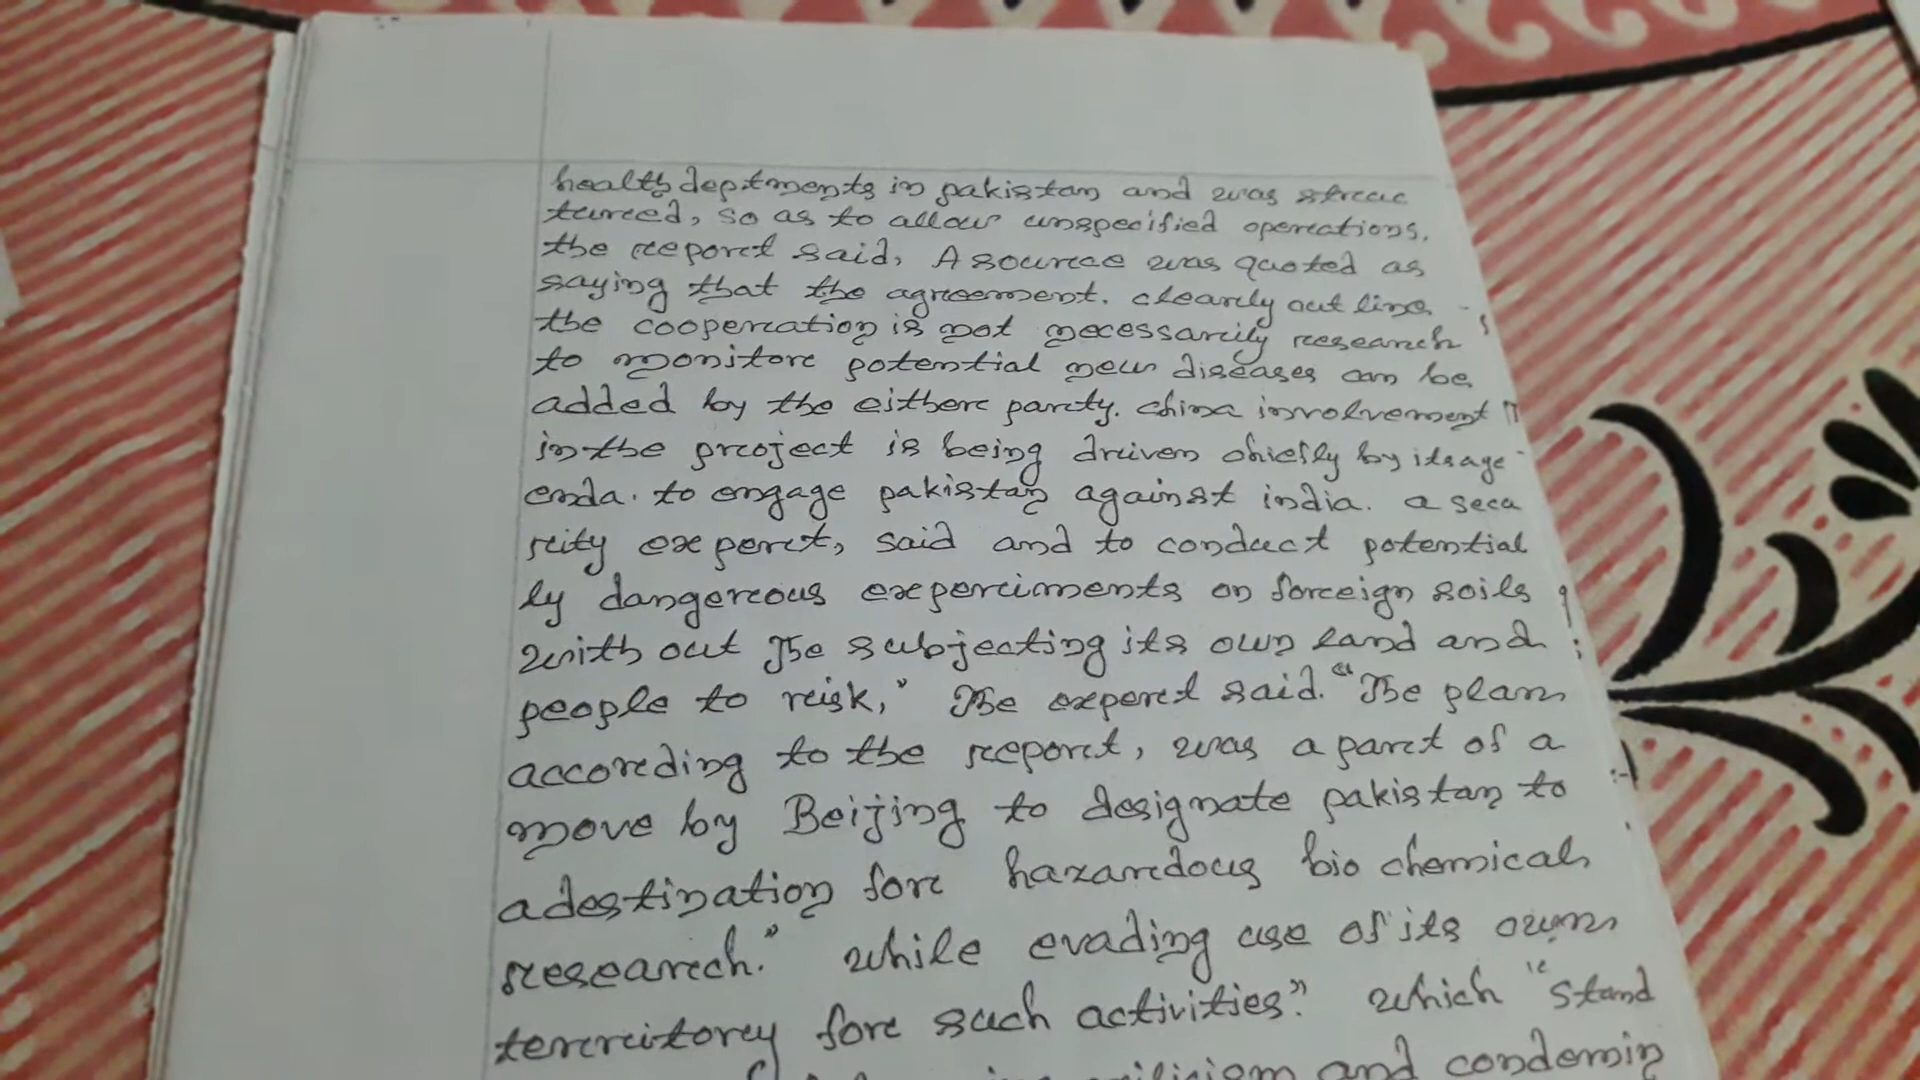 health deptments in pakistan and was struc
tured, so as to allow unspecified operations.
the report said, A source was quoted as
saying that the agreement. clearly out line
the cooperation is not necessarily research
to monitor potential new diseases can be
added by the either party. china involvement
in the project is being driven chiefly by its age
enda. to engage pakistan against india. a secu
rity expert, said and to conduct potential
ly dangerous experiments on foreign soils
with out The subjecting its own land and
people to risk," The expert said. "The plan
according to the report, was a part of a
move by Beijing to designate pakistan to
a destination for hazardous bio chemical
research." while evading use of its own
territory for such activities". which "stand
and condemin